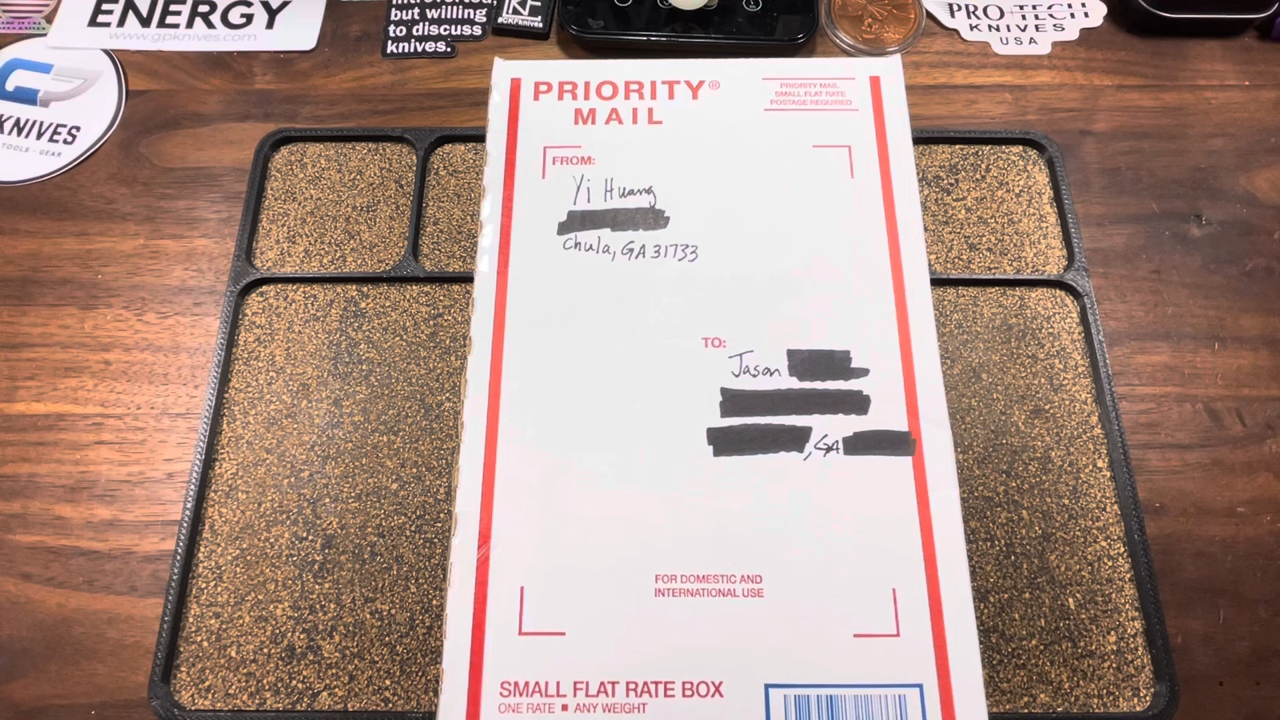 ENERGY
www.gpknives.com
introverted,
but willing
to discuss
knives.
CKF
#CKFknives
PRO-TECH
KNIVES
USA
KNIVES
TOOLS · GEAR
PRIORITY®
MAIL
PRIORITY MAIL
SMALL FLAT RATE
POSTAGE REQUIRED
FROM:
Yi Huang
Chula, GA 31733
TO:
Jason
, GA
FOR DOMESTIC AND
INTERNATIONAL USE
SMALL FLAT RATE BOX
ONE RATE ■ ANY WEIGHT